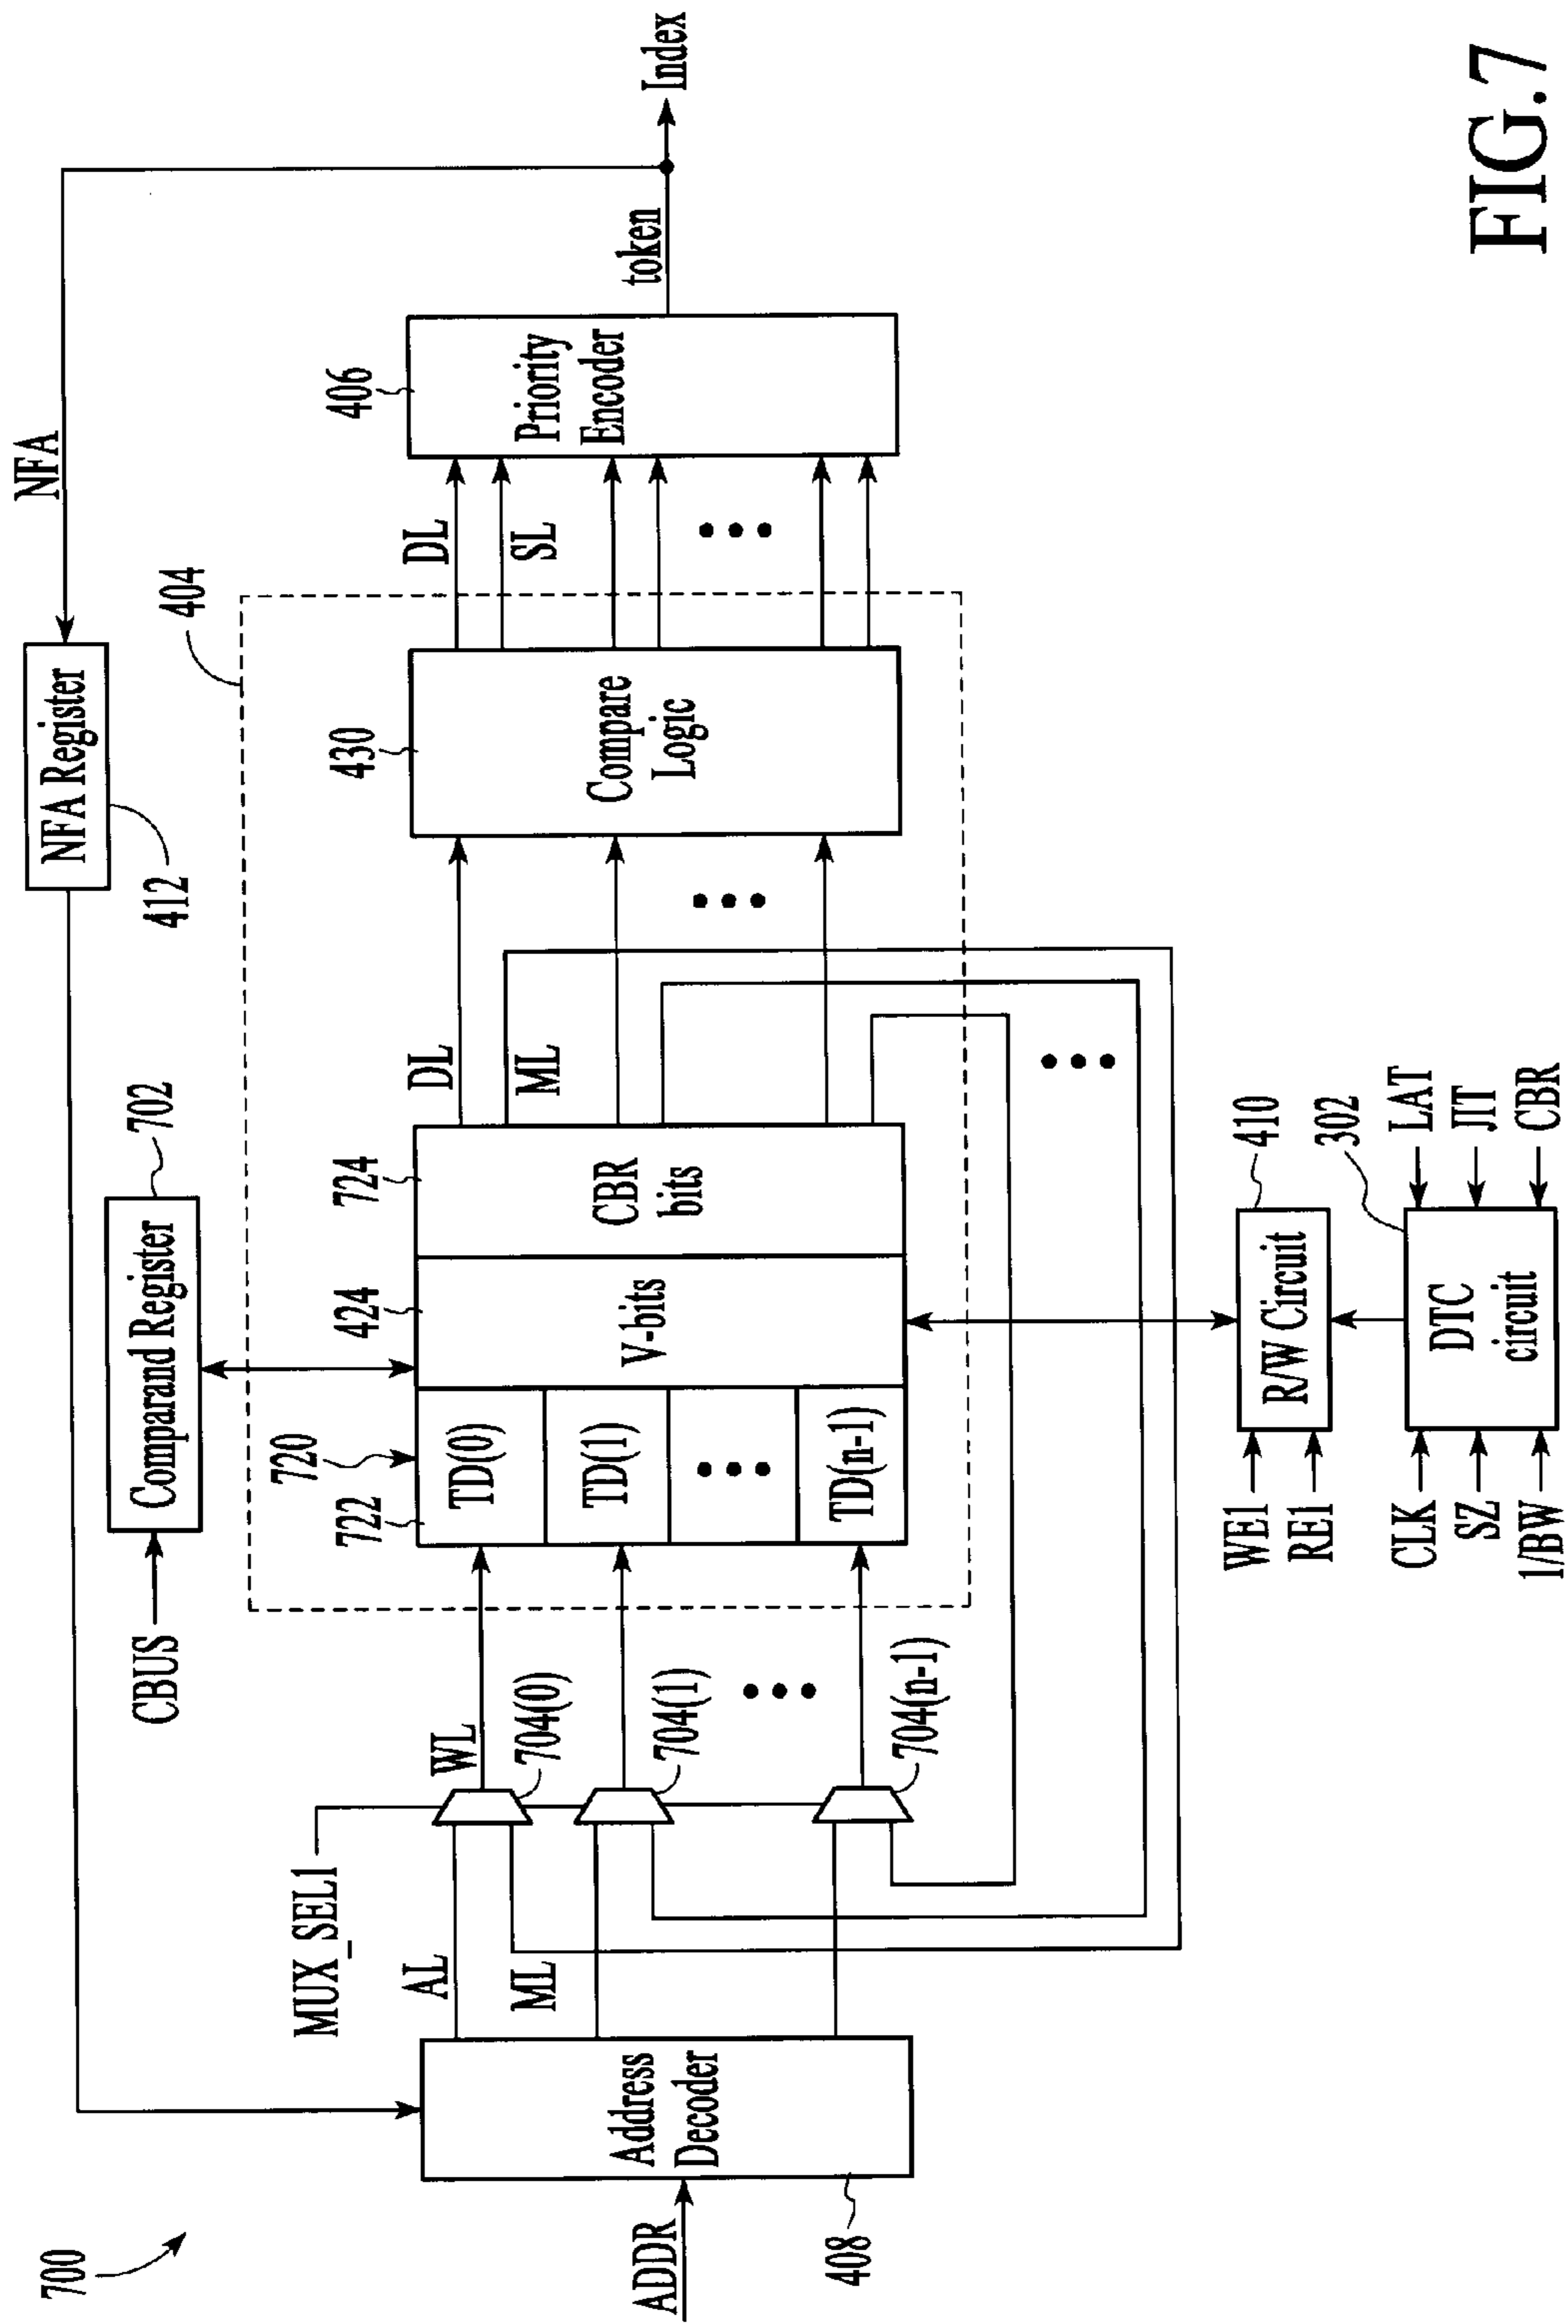 700
NFA
NFA Register
412
CBUS
Comparand Register
702
404
MUX_SEL1
AL
ML
WL
704(0)
704(1)
704(n-1)
ADDR
Address
Decoder
408
720
722
TD(0)
TD(1)
TD(n-1)
424
V-bits
724
CBR
bits
DL
ML
430
Compare
Logic
DL
SL
406
Priority
Encoder
token
Index
WE1
RE1
R/W Circuit
410
CLK
SZ
1/BW
DTC
circuit
302
LAT
JIT
CBR
FIG.7